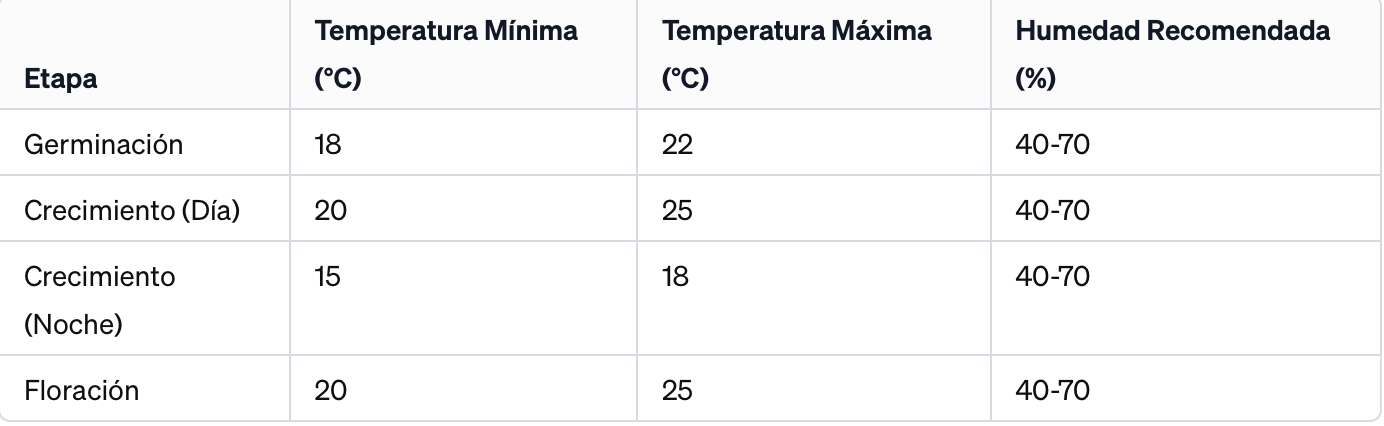 Etapa	Temperatura Mínima (°C)	Temperatura Máxima (°C)	Humedad Recomendada (%)
Germinación	18	22	40-70
Crecimiento (Día)	20	25	40-70
Crecimiento (Noche)	15	18	40-70
Floración	20	25	40-70